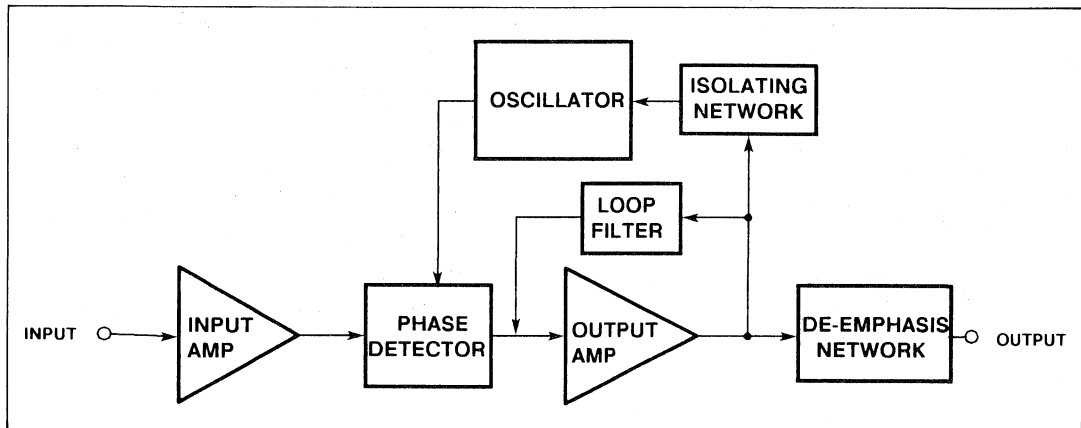 OSCILLATOR
ISOLATING
NETWORK
LOOP
FILTER
INPUT
INPUT
AMP
PHASE
DETECTOR
OUTPUT
AMP
DE-EMPHASIS
NETWORK
OUTPUT